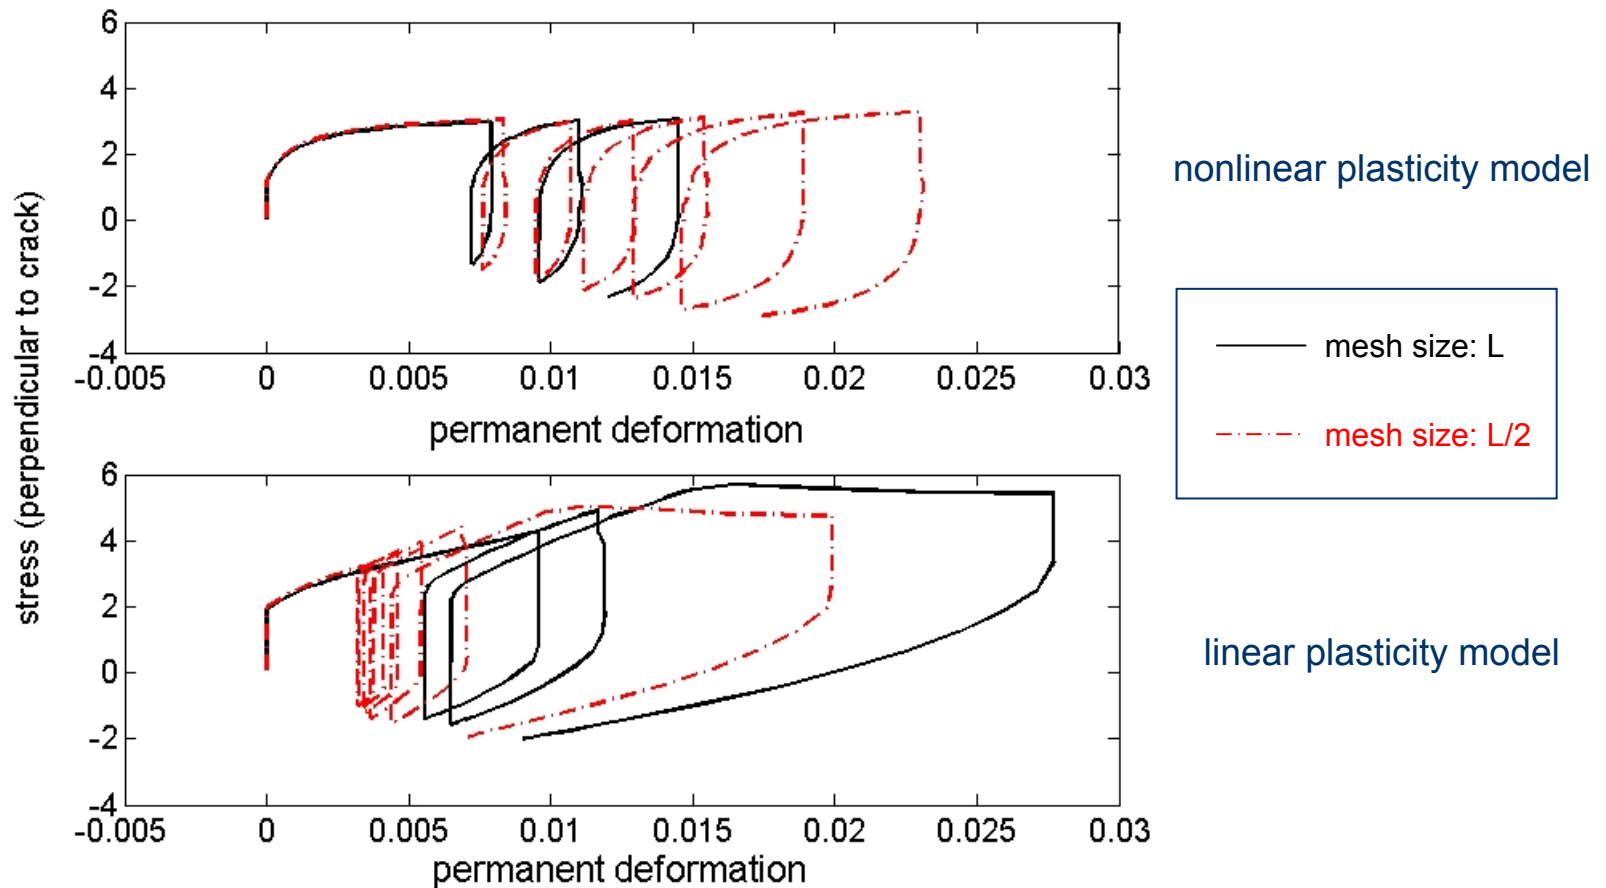 6
4
2
0
-2
-4
-0.005 0 0.005 0.01 0.015 0.02 0.025 0.03
permanent deformation
stress (perpendicular to crack)
nonlinear plasticity model
mesh size: L
mesh size: L/2
6
4
2
0
-2
-4
-0.005 0 0.005 0.01 0.015 0.02 0.025 0.03
permanent deformation
linear plasticity model